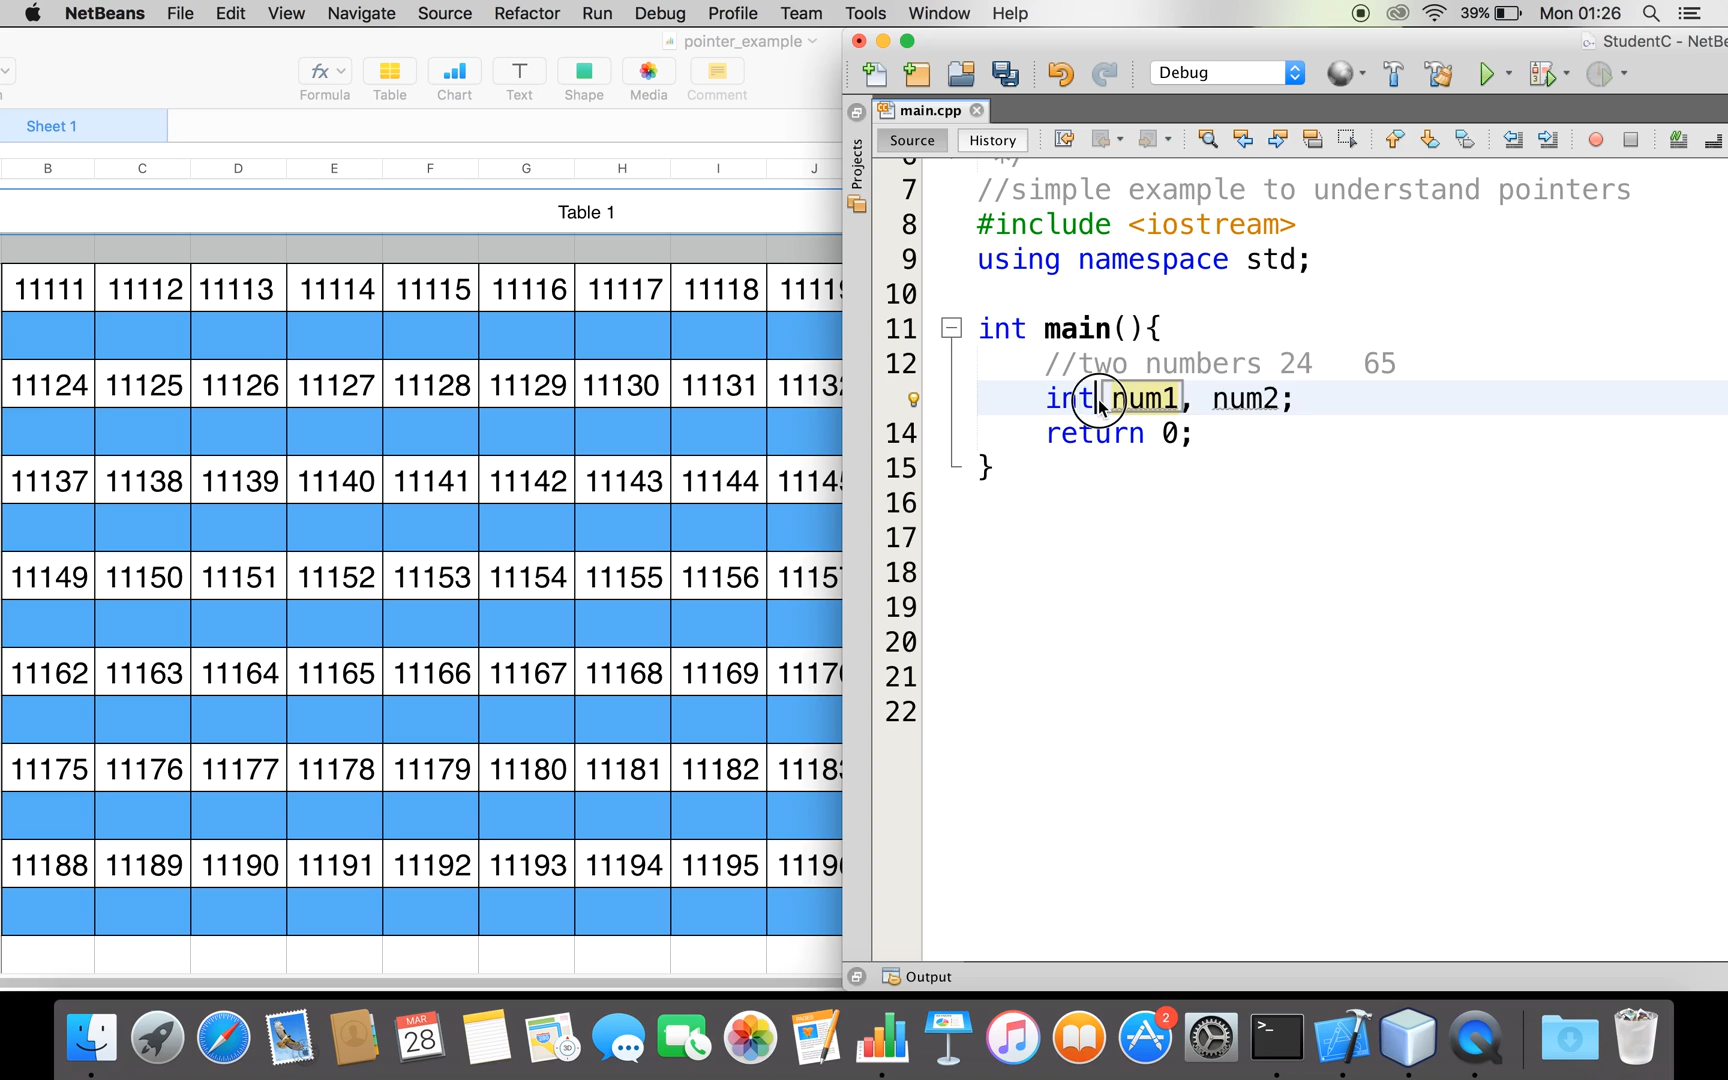 NetBeans File Edit View Navigate Source Refactor Run Debug Profile Team Tools Window Help 39% Mon 01:26
pointer_example
StudentC - NetBe
Formula Table Chart Text Shape Media Comment
Debug
Sheet 1
main.cpp
Source History
Projects
B C D E F G H I J
Table 1
11111 11112 11113 11114 11115 11116 11117 11118 11119
11124 11125 11126 11127 11128 11129 11130 11131 11132
11137 11138 11139 11140 11141 11142 11143 11144 11145
11149 11150 11151 11152 11153 11154 11155 11156 11157
11162 11163 11164 11165 11166 11167 11168 11169 11170
11175 11176 11177 11178 11179 11180 11181 11182 11183
11188 11189 11190 11191 11192 11193 11194 11195 11196
*/
7 //simple example to understand pointers
8 #include <iostream>
9 using namespace std;
10
11 int main(){
12 //two numbers 24 65
int num1, num2;
14 return 0;
15 }
16
17
18
19
20
21
22
Output
MAR
28
2